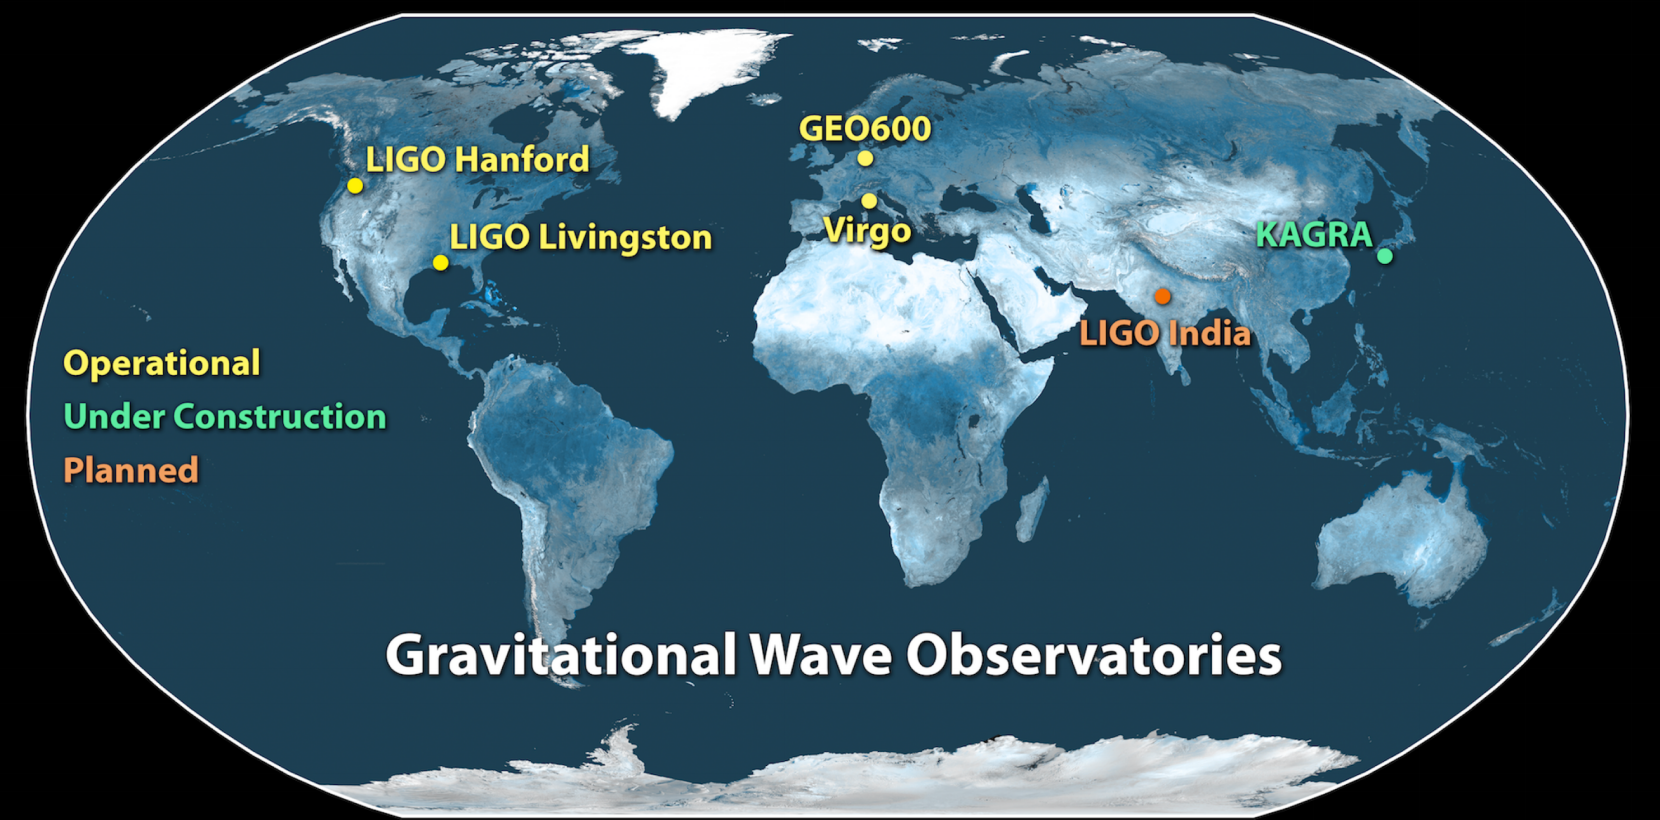 GEO600
LIGO Hanford
LIGO Livingston
Virgo
KAGRA
LIGO India
Operational
Under Construction
Planned
Gravitational Wave Observatories